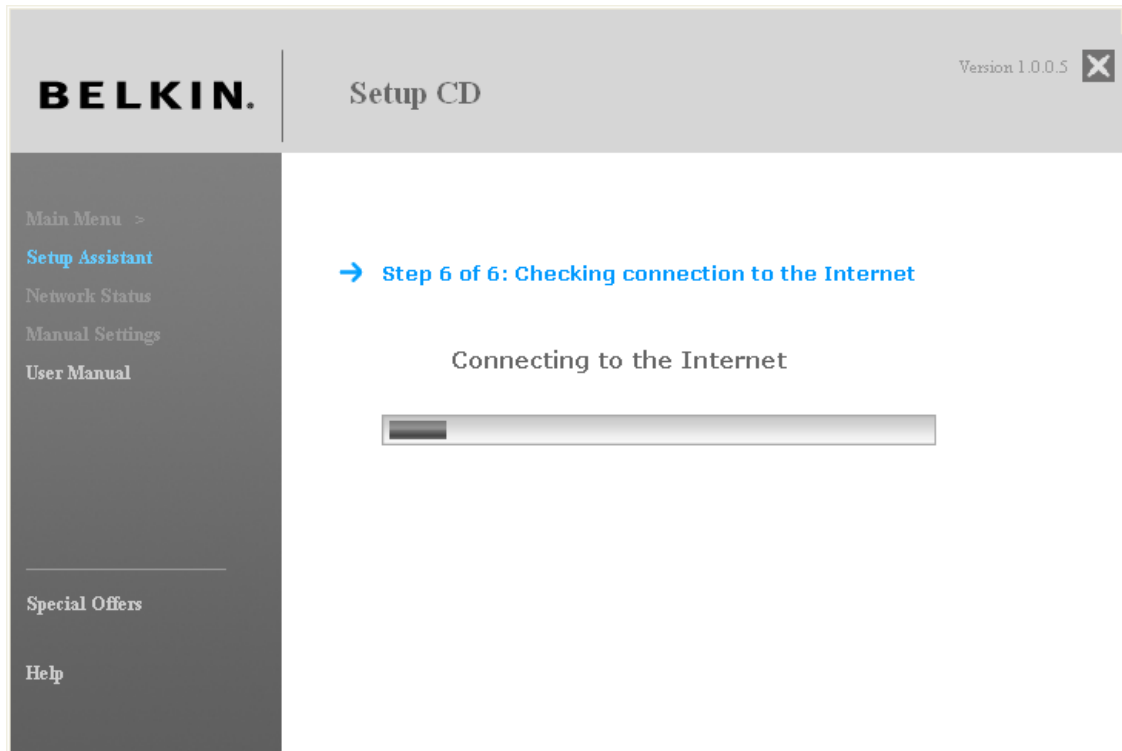 BELKIN.
Setup CD
Version 1.0.0.5
Main Menu >
Setup Assistant
Network Status
Manual Settings
User Manual
Special Offers
Help
Step 6 of 6: Checking connection to the Internet
Connecting to the Internet